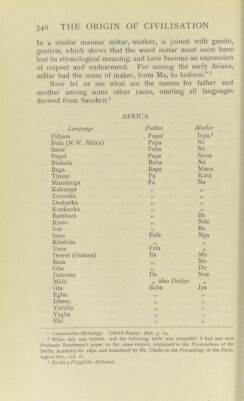 346 THE ORIGIN OF CIVILISATION
In a similar manner mâtar, mother, is joined with ganitù,
genitrix, which shows that the word mâtar must soon have
lost its etymological meaning, and have become an expression
of respect and endearment. For among the early Arians,
mâtar had the sense of maker, from Ma, to fashion."¹
Now let us see what are the names for father and
mother among some other races, omitting all languages
derived from Sanskrit.²
AFRICA
Language Father Mother
Filham Papai Inya ³
Bola (N.W. Africa) Papa Ni
Sarar Paba Ne
Pepel Papa Nana
Biafada Baba Na
Baga Bapa Mana
Timne Pa Kara
Mandenga Fa Na
Kabunga „ „
Toronka „ „
Dsalunka „ „
Kankanka „ „
Bambara „ Ba
Kono „ Nde
Vei „ Ba
Soso Fafe Nga
Kisekise „ „
Tene Fafa „
Dewoi (Guinea) Ba Ma
Basa „ Ne
Gbe „ De
Dahome Da Noe
Mahi „ also Dadye „
Ota Baba Iya
Egba „ „
Idsesa „ „
Yoruba „ „
Yagba „ „
Eki „ „
¹ Comparative Mythology. Oxford Essays, 1856, p. 14.
² When this was written, and the following table was compiled, I had not seen
Professor Buschmann's paper on the same subject, contained in the Transactions of the
Berlin Academy for 1852, and translated by Mr. Clarke in the Proceedings of the Philo-
logical Soc., vol. vi.
³ Koelle's Polyglotta Africana.